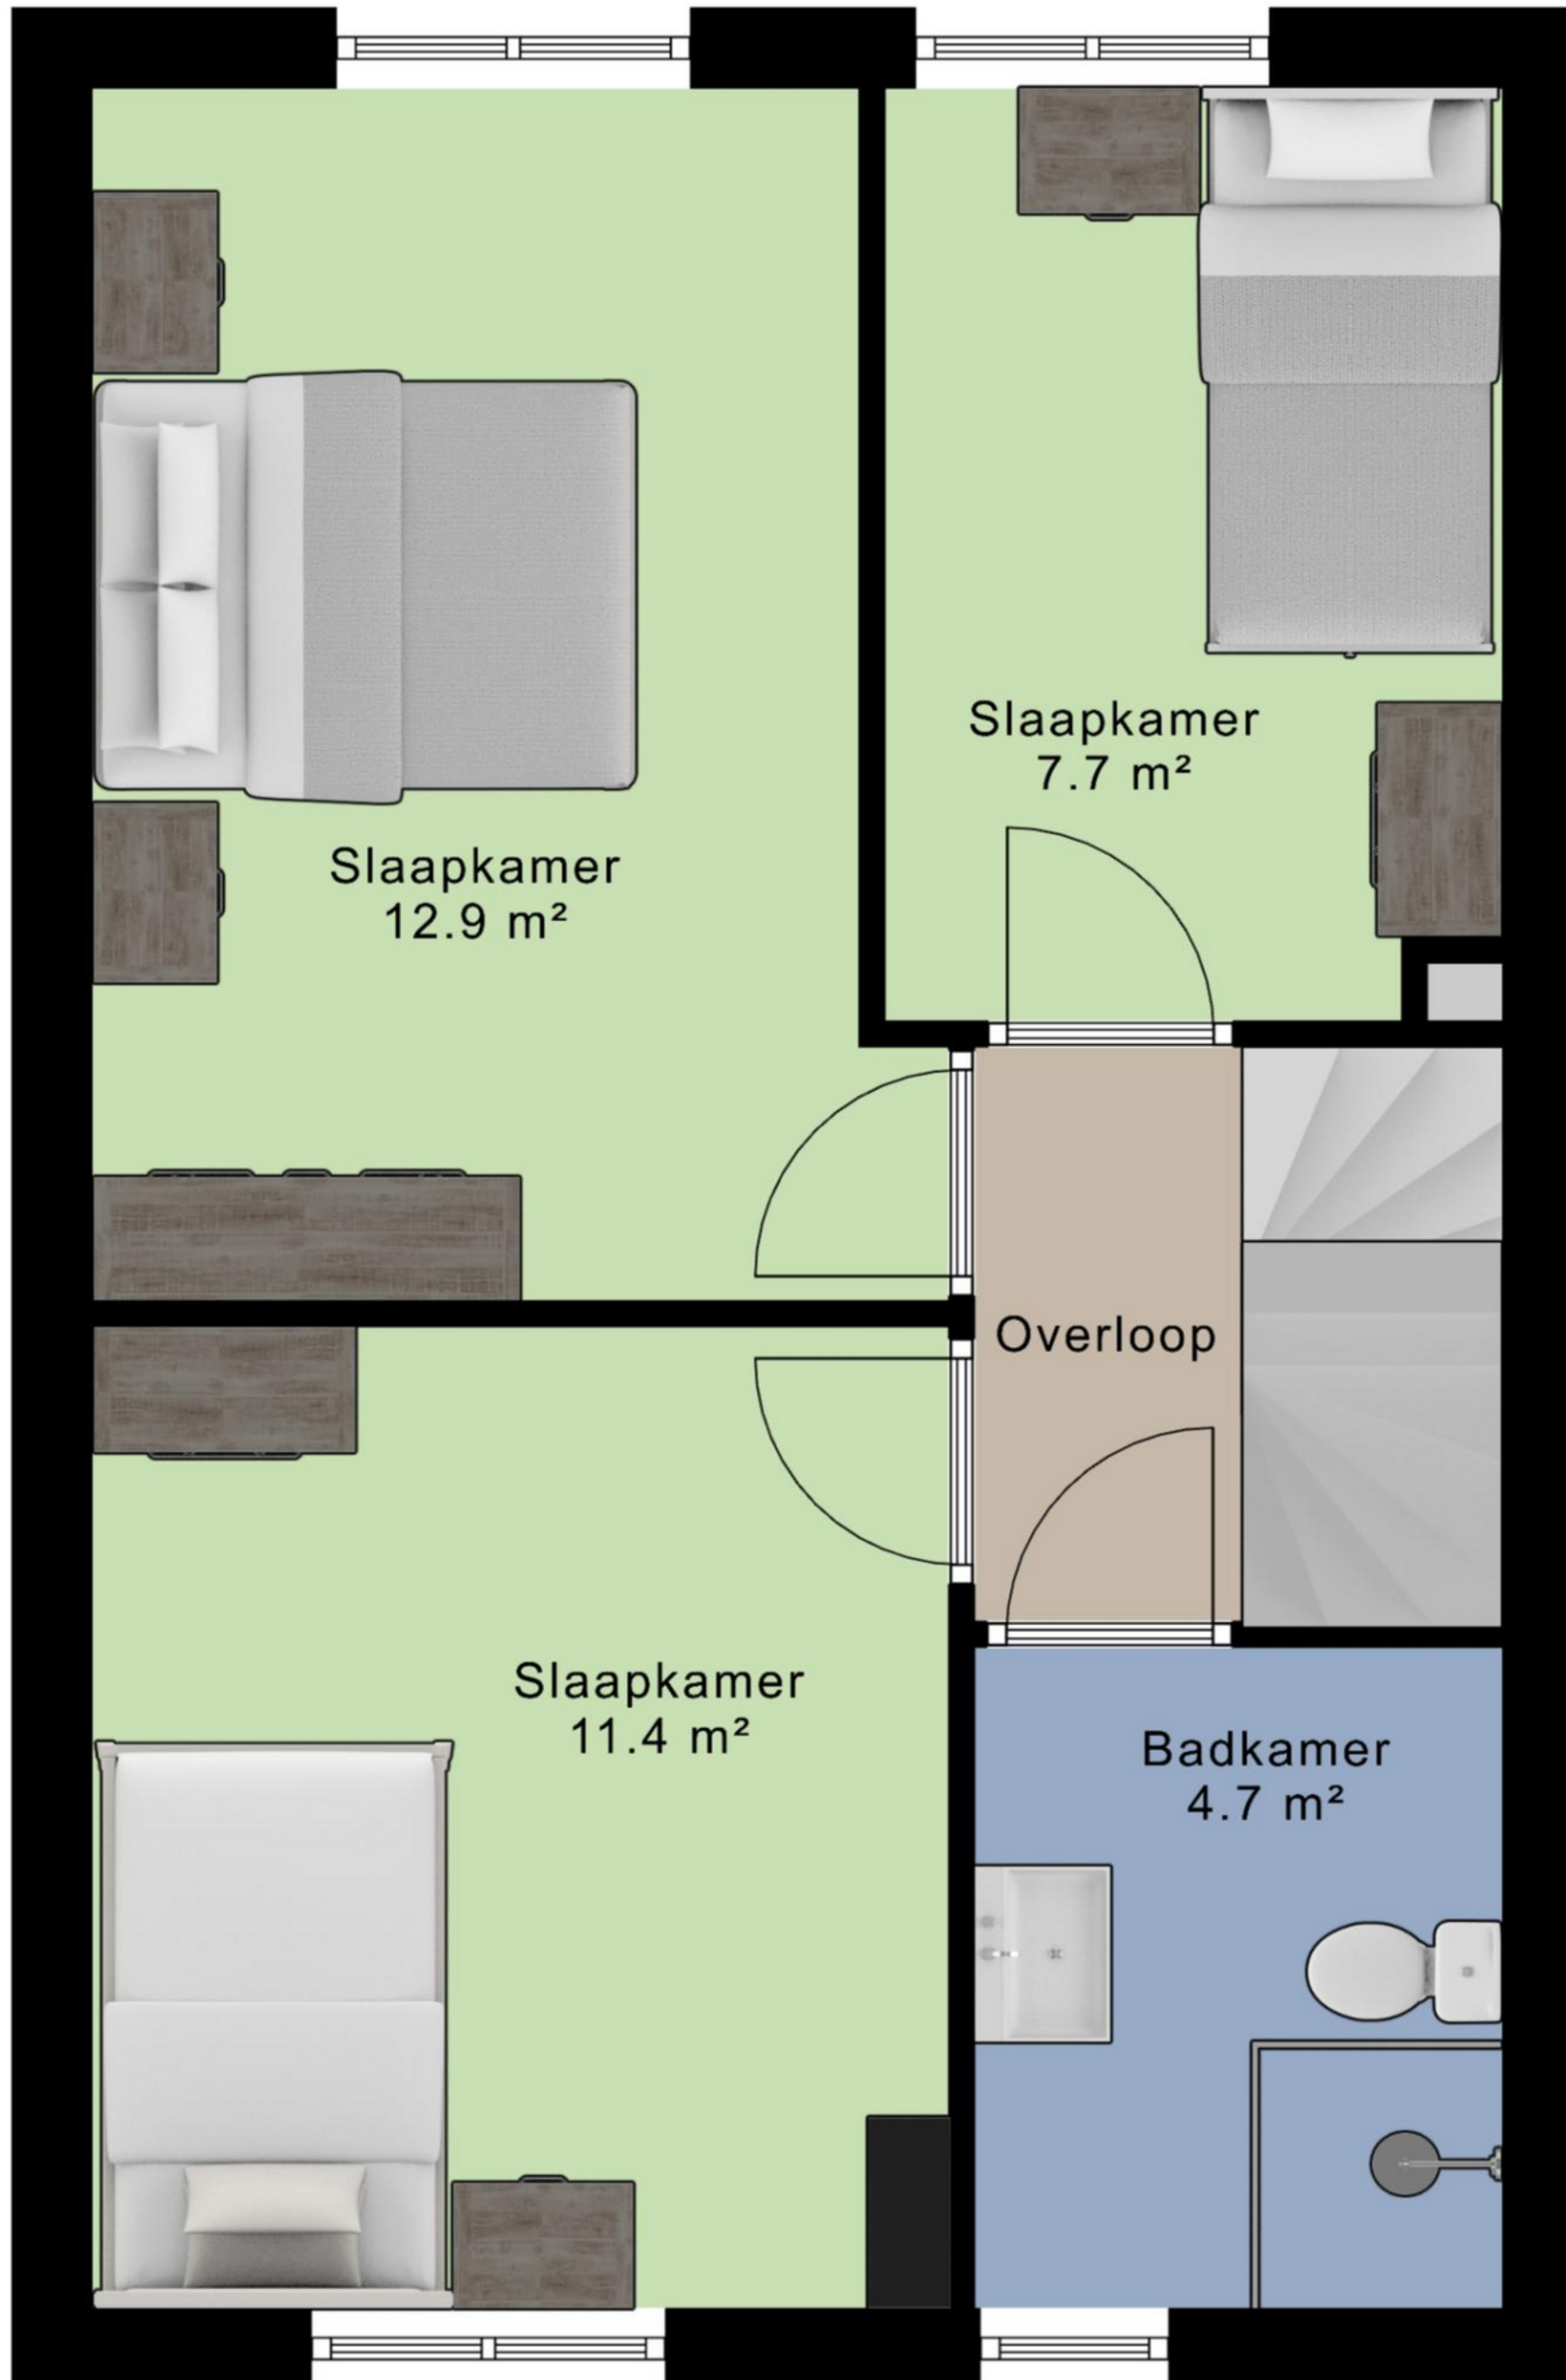 Slaapkamer
7.7 m²
Slaapkamer
12.9 m²
Overloop
Slaapkamer
11.4 m²
Badkamer
4.7 m²